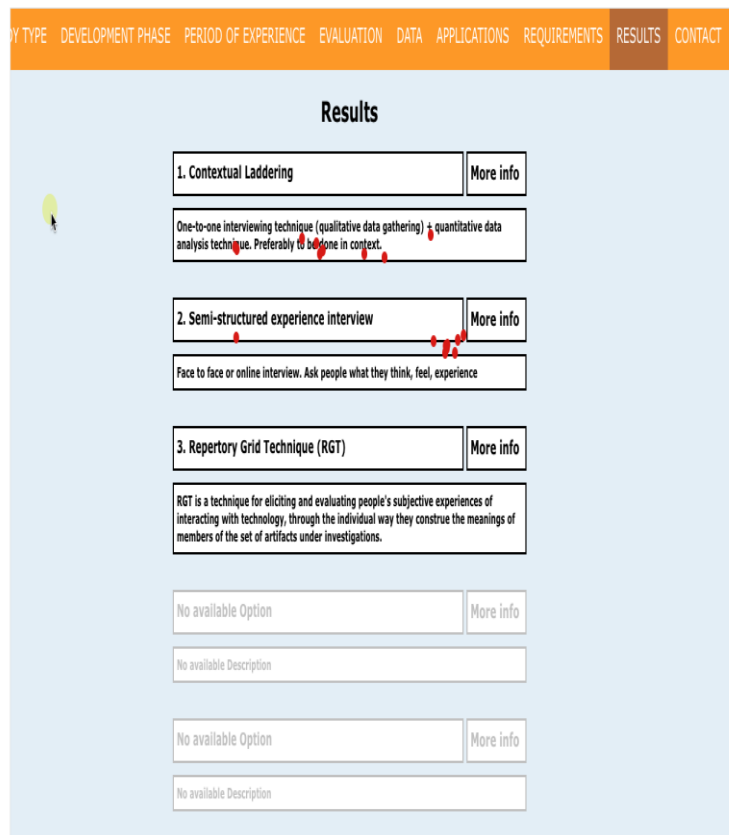 Y TYPE DEVELOPMENT PHASE PERIOD OF EXPERIENCE EVALUATION DATA APPLICATIONS REQUIREMENTS RESULTS CONTACT
Results
1. Contextual Laddering More info
One-to-one interviewing technique (qualitative data gathering) + quantitative data
analysis technique. Preferably to be done in context.
2. Semi-structured experience interview More info
Face to face or online interview. Ask people what they think, feel, experience
3. Repertory Grid Technique (RGT) More info
RGT is a technique for eliciting and evaluating people's subjective experiences of
interacting with technology, through the individual way they construe the meanings of
members of the set of artifacts under investigations.
No available Option More info
No available Description
No available Option More info
No available Description